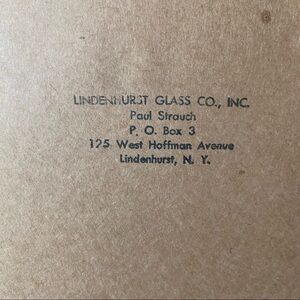 LINDENHURST GLASS CO., INC.
Paul Strauch
P. O. Box 3
125 West Hoffman Avenue
Lindenhurst, N. Y.